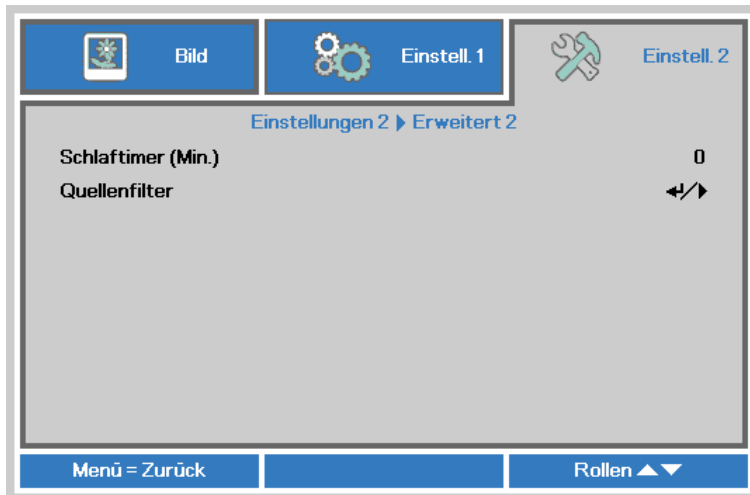 Bild
Einstell. 1
Einstell. 2
Einstellungen 2 ▶ Erweitert 2
Schlaftimer (Min.) 0
Quellenfilter ↵/▶
Menü = Zurück
Rollen ▲▼